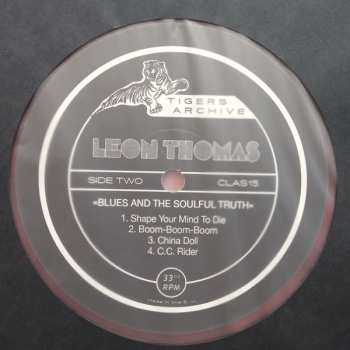 TIGERS
ARCHIVE
LEON THOMAS
SIDE TWO CLAS15
«BLUES AND THE SOULFUL TRUTH»
1. Shape Your Mind To Die
2. Boom-Boom-Boom
3. China Doll
4. C.C. Rider
33⅓
RPM